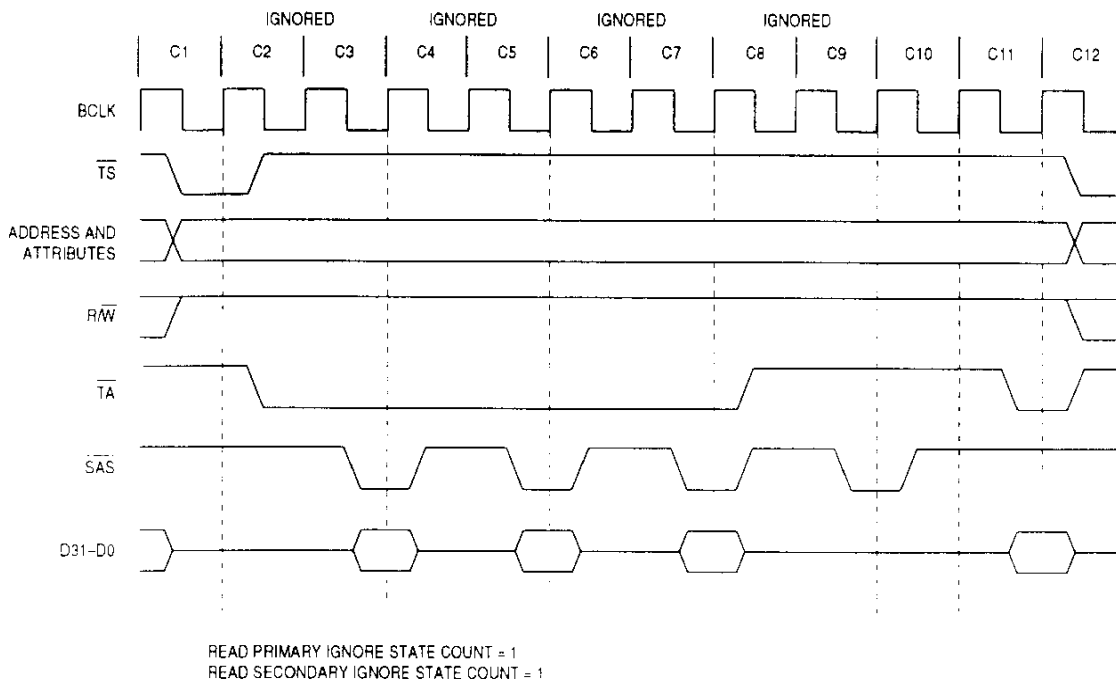 IGNORED IGNORED IGNORED IGNORED
C1 C2 C3 C4 C5 C6 C7 C8 C9 C10 C11 C12
BCLK
TS
ADDRESS AND
ATTRIBUTES
R/W
TA
SAS
D31–D0
READ PRIMARY IGNORE STATE COUNT = 1
READ SECONDARY IGNORE STATE COUNT = 1